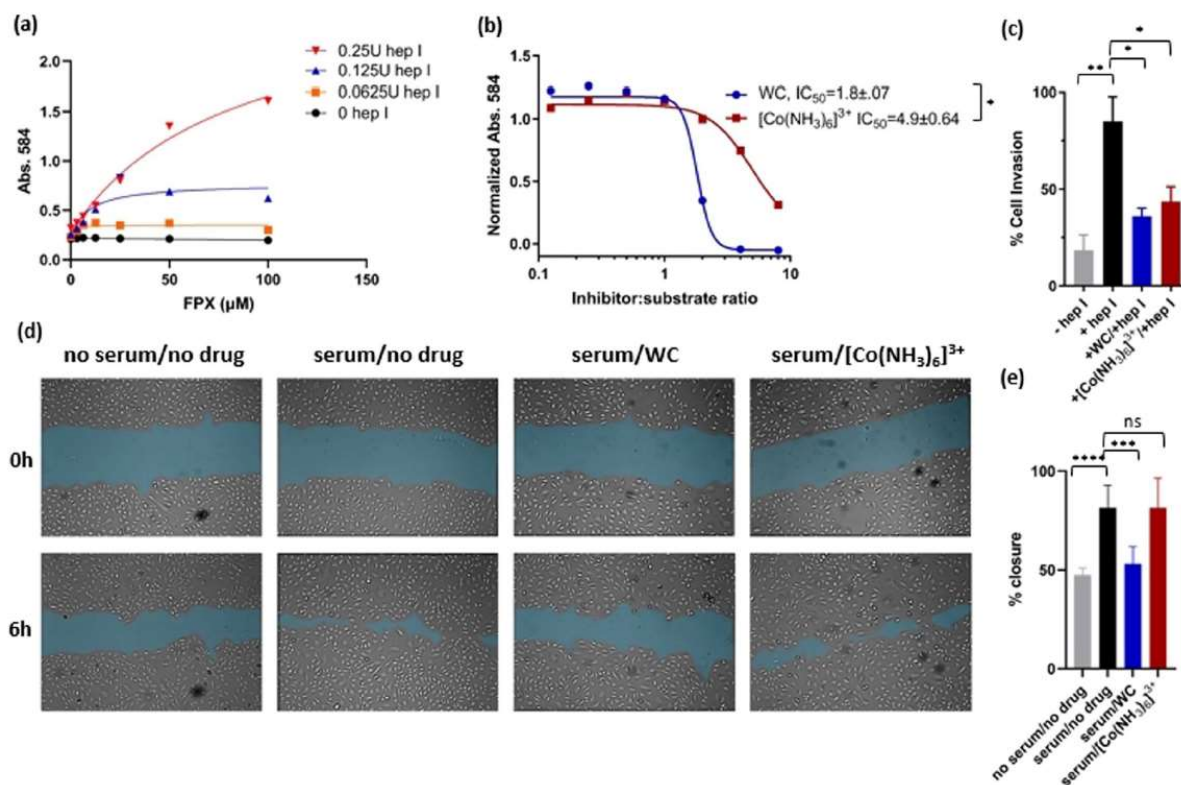 (a)
0.25U hep I
0.125U hep I
0.0625U hep I
0 hep I
2.0
1.5
1.0
0.5
0.0
Abs. 584
0
50
100
150
FPX (µM)
(b)
1.5
1.0
0.5
0.0
Normalized Abs. 584
WC, IC50=1.8±.07
[Co(NH3)6]3+ IC50=4.9±0.64
*
0.1
1
10
Inhibitor:substrate ratio
(c)
*
** *
100
50
0
% Cell Invasion
- hep I
+ hep I
+WC/+hep I
+[Co(NH3)6]3+/+hep I
(d)
no serum/no drug
serum/no drug
serum/WC
serum/[Co(NH3)6]3+
0h
6h
(e)
ns
**** ***
100
50
0
% closure
no serum/no drug
serum/no drug
serum/WC
serum/[Co(NH3)6]3+